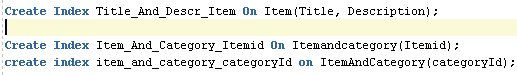 Create Index Title_And_Descr_Item On Item(Title, Description);
Create Index Item_And_Category_Itemid On Itemandcategory(Itemid);
create index item_and_category_categoryId on ItemAndCategory(categoryId);